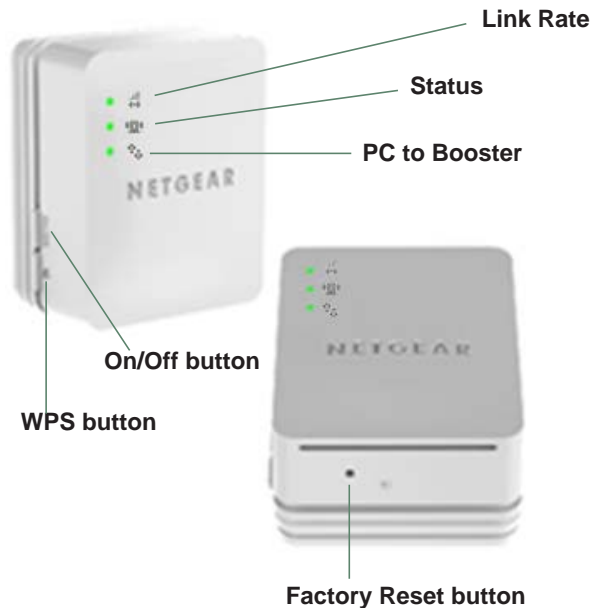 Link Rate
Status
PC to Booster
NETGEAR
On/Off button
NETGEAR
WPS button
Factory Reset button